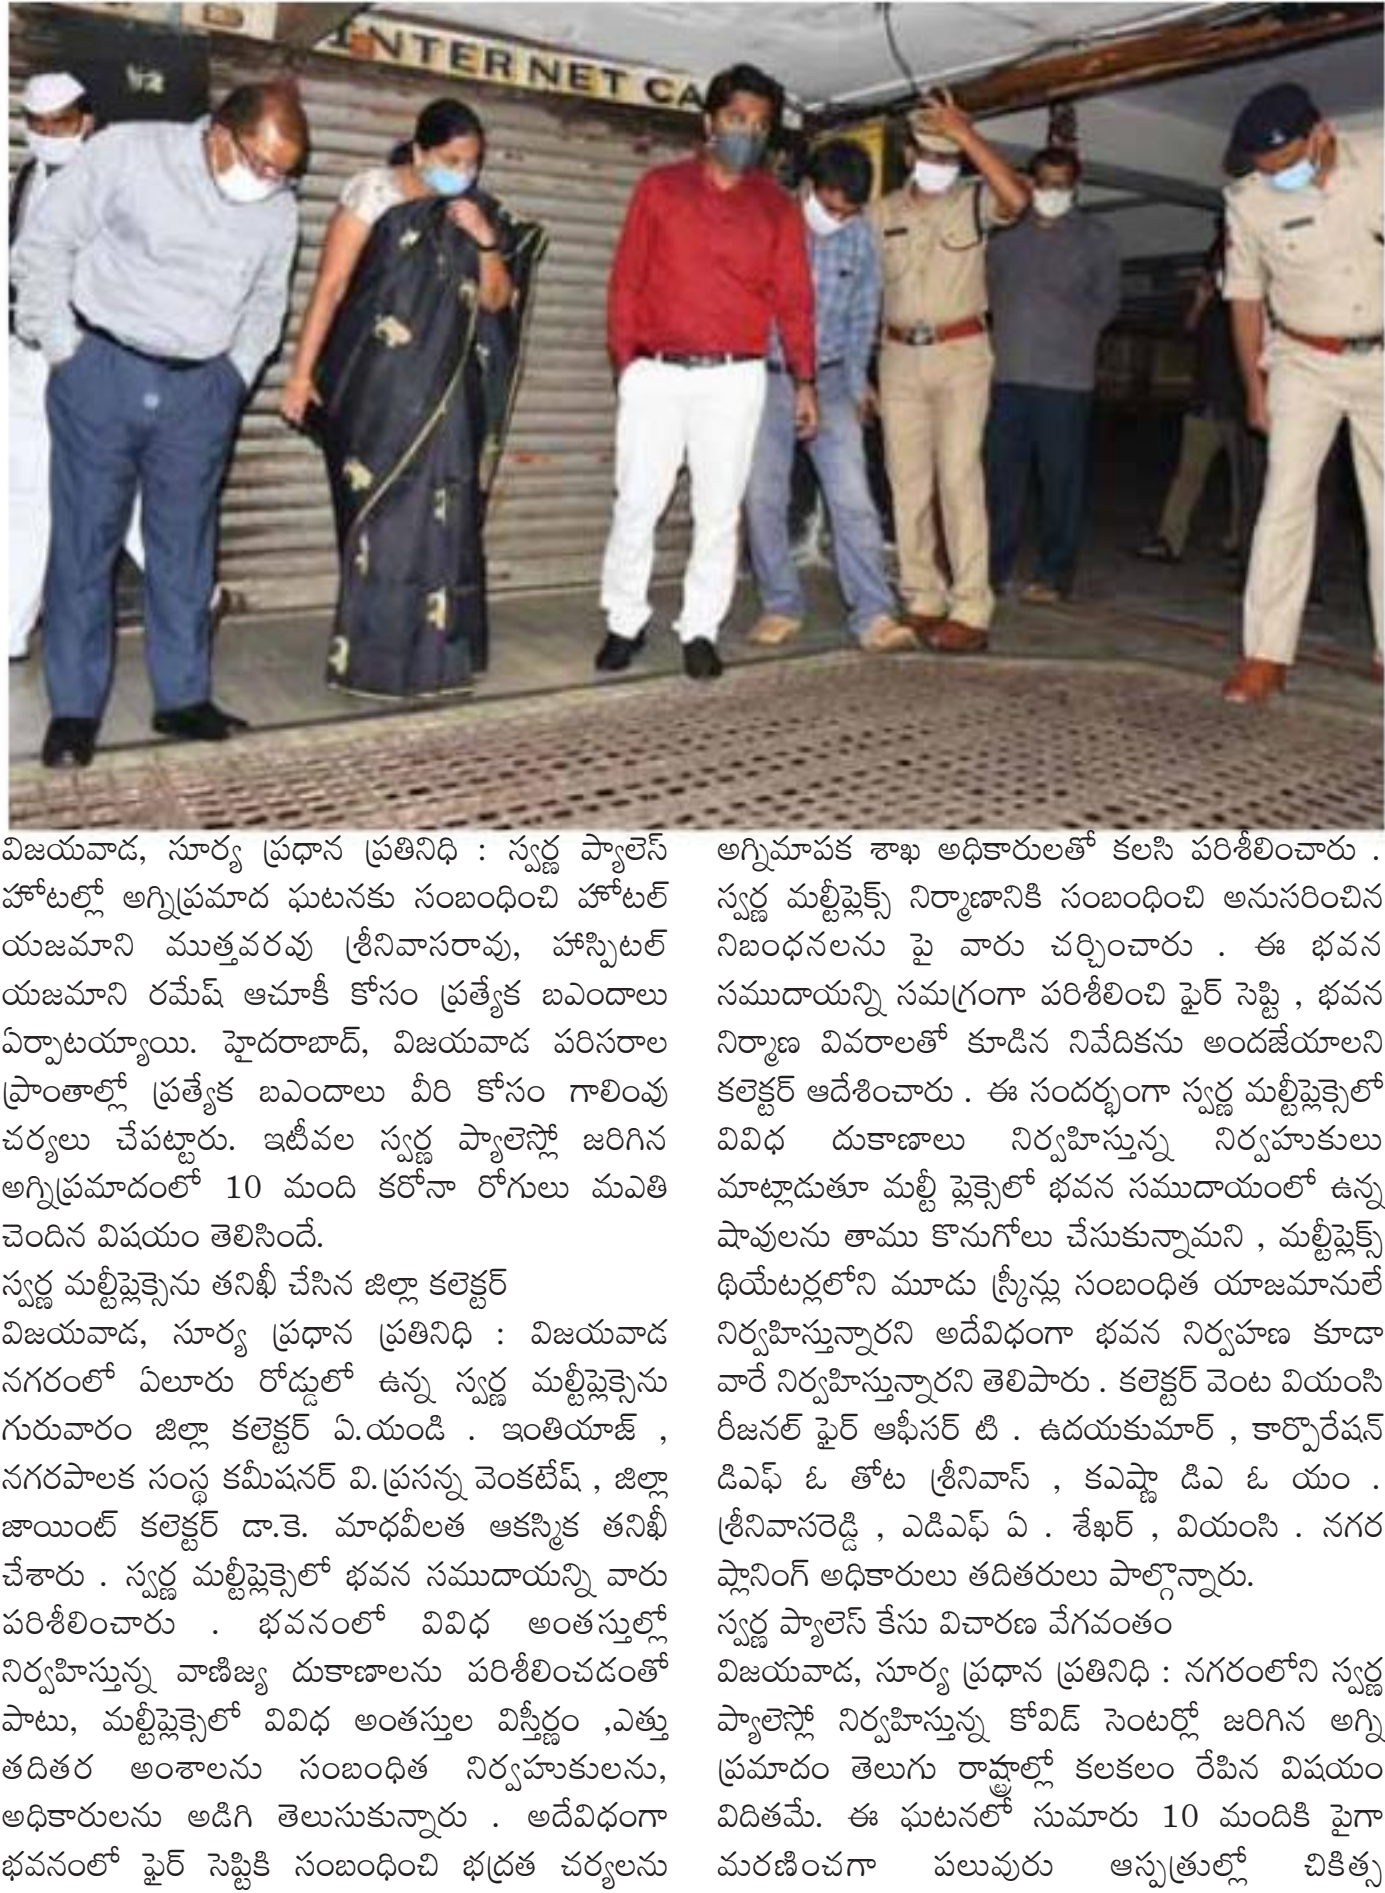 INTERNET CA
విజయవాడ, సూర్య ప్రధాన ప్రతినిధి : స్వర్ణ ప్యాలెస్
హోటల్లో అగ్నిప్రమాద ఘటనకు సంబంధించి హోటల్
యజమాని ముత్తవరవు శ్రీనివాసరావు, హాస్పిటల్
యజమాని రమేష్ ఆచూకీ కోసం ప్రత్యేక బఎందాలు
ఏర్పాటయ్యాయి. హైదరాబాద్, విజయవాడ పరిసరాల
ప్రాంతాల్లో ప్రత్యేక బఎందాలు వీరి కోసం గాలింవు
చర్యలు చేపట్టారు. ఇటీవల స్వర్ణ ప్యాలెస్లో జరిగిన
అగ్నిప్రమాదంలో 10 మంది కరోనా రోగులు మఎతి
చెందిన విషయం తెలిసిందే.
స్వర్ణ మల్టీప్లెక్సెను తనిఖీ చేసిన జిల్లా కలెక్టర్
విజయవాడ, సూర్య ప్రధాన ప్రతినిధి : విజయవాడ
నగరంలో ఏలూరు రోడ్డులో ఉన్న స్వర్ణ మల్టీప్లెక్సెను
గురువారం జిల్లా కలెక్టర్ ఏ.యండి . ఇంతియాజ్ ,
నగరపాలక సంస్థ కమీషనర్ వి.ప్రసన్న వెంకటేష్ , జిల్లా
జాయింట్ కలెక్టర్ డా.కె. మాధవీలత ఆకస్మిక తనిఖీ
చేశారు . స్వర్ణ మల్టీప్లెక్సెలో భవన సముదాయన్ని వారు
పరిశీలించారు . భవనంలో వివిధ అంతస్తుల్లో
నిర్వహిస్తున్న వాణిజ్య దుకాణాలను పరిశీలించడంతో
పాటు, మల్టీప్లెక్సెలో వివిధ అంతస్తుల విస్తీర్ణం ,ఎత్తు
తదితర అంశాలను సంబంధిత నిర్వహుకులను,
అధికారులను అడిగి తెలుసుకున్నారు . అదేవిధంగా
భవనంలో ఫైర్ సెప్టికి సంబంధించి భద్రత చర్యలను
అగ్నిమాపక శాఖ అధికారులతో కలసి పరిశీలించారు .
స్వర్ణ మల్టీప్లెక్స్ నిర్మాణానికి సంబంధించి అనుసరించిన
నిబంధనలను పై వారు చర్చించారు . ఈ భవన
సముదాయన్ని సమగ్రంగా పరిశీలించి ఫైర్ సెప్టి , భవన
నిర్మాణ వివరాలతో కూడిన నివేదికను అందజేయాలని
కలెక్టర్ ఆదేశించారు . ఈ సందర్భంగా స్వర్ణ మల్టీప్లెక్సెలో
వివిధ దుకాణాలు నిర్వహిస్తున్న నిర్వహుకులు
మాట్లాడుతూ మల్టీ ప్లెక్సెలో భవన సముదాయంలో ఉన్న
షావులను తాము కొనుగోలు చేసుకున్నామని , మల్టీప్లెక్స్
థియేటర్లలోని మూడు స్క్రీన్లు సంబంధిత యాజమానులే
నిర్వహిస్తున్నారని అదేవిధంగా భవన నిర్వహణ కూడా
వారే నిర్వహిస్తున్నారని తెలిపారు . కలెక్టర్ వెంట వియంసి
రీజనల్ ఫైర్ ఆఫీసర్ టి . ఉదయకుమార్ , కార్పొరేషన్
డిఎఫ్ ఓ తోట శ్రీనివాస్ , కఎష్ణా డిఎ ఓ యం .
శ్రీనివాసరెడ్డి , ఎడిఎఫ్ ఏ . శేఖర్ , వియంసి . నగర
ప్లానింగ్ అధికారులు తదితరులు పాల్గొన్నారు.
స్వర్ణ ప్యాలెస్ కేసు విచారణ వేగవంతం
విజయవాడ, సూర్య ప్రధాన ప్రతినిధి : నగరంలోని స్వర్ణ
ప్యాలెస్లో నిర్వహిస్తున్న కోవిడ్ సెంటర్లో జరిగిన అగ్ని
ప్రమాదం తెలుగు రాష్ట్రాల్లో కలకలం రేపిన విషయం
విదితమే. ఈ ఘటనలో సుమారు 10 మందికి పైగా
మరణించగా పలువురు ఆస్పత్రుల్లో చికిత్స